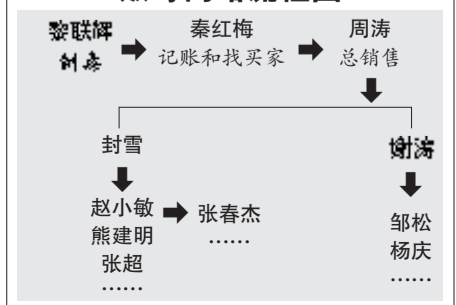 黎联辉
制毒
秦红梅
记账和找买家
周涛
总销售
封雪
谢涛
赵小敏
熊建明
张超
……
张春杰
……
邹松
杨庆
……